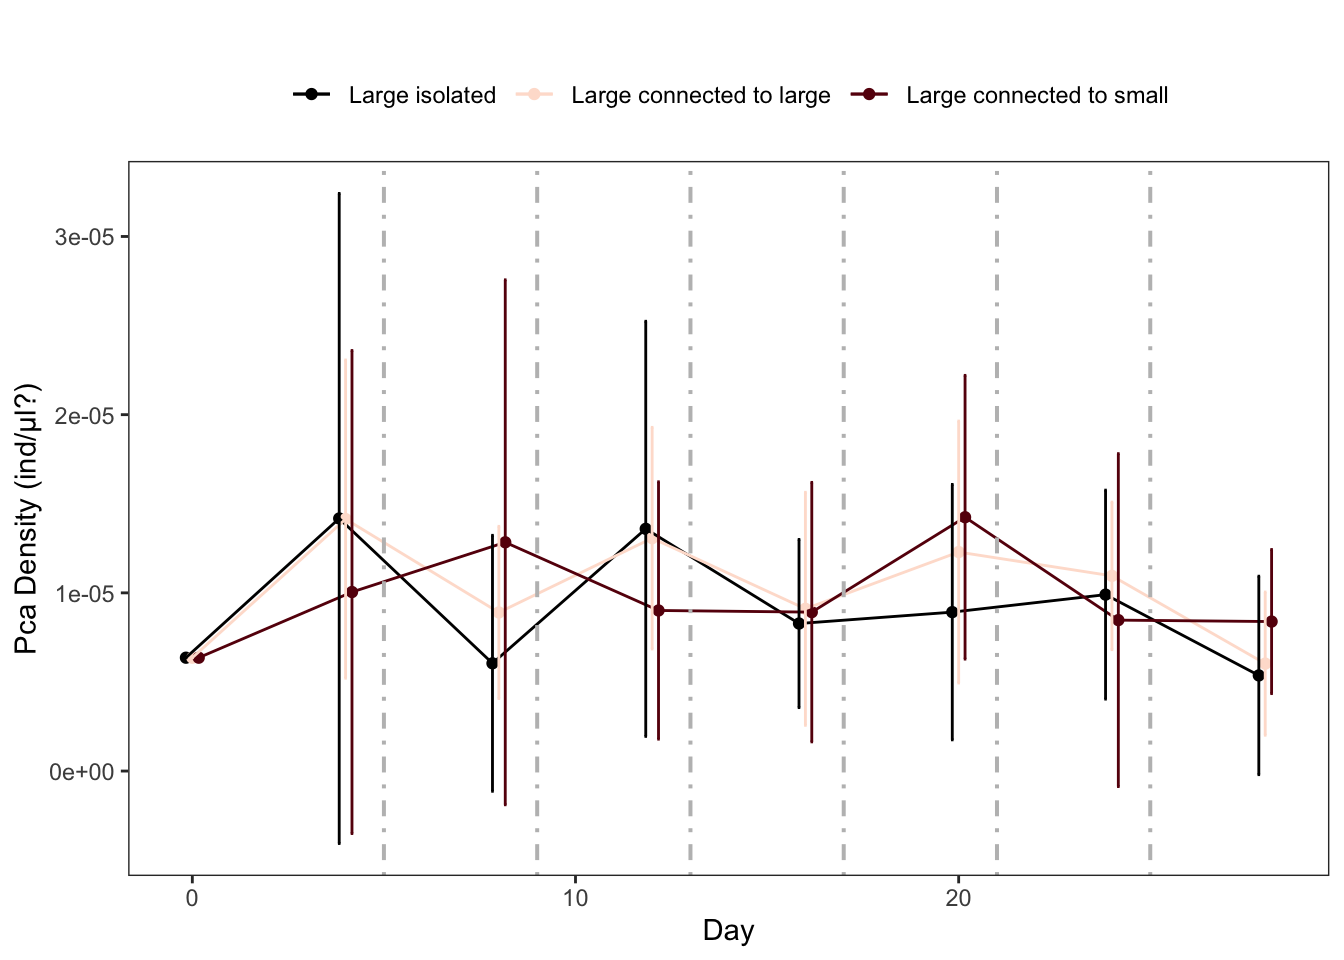 Large isolated Large connected to large Large connected to small
Pca Density (ind/μl?)
3e-05
2e-05
1e-05
0e+00
0 10 20
Day